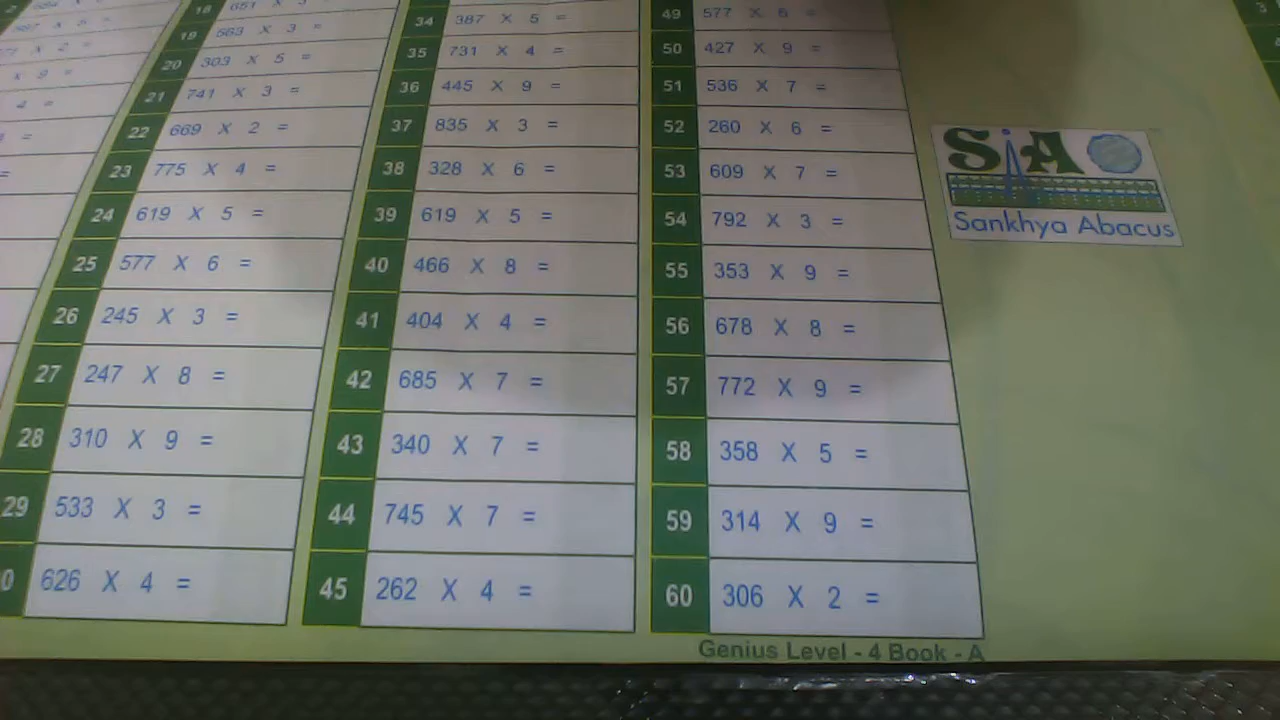 19 563 X 3 =
20 303 X 5 =
21 741 X 3 =
22 669 X 2 =
23 775 X 4 =
24 619 X 5 =
25 577 X 6 =
26 245 X 3 =
27 247 X 8 =
28 310 X 9 =
29 533 X 3 =
0 626 X 4 =
34 387 X 5 =
35 731 X 4 =
36 445 X 9 =
37 835 X 3 =
38 328 X 6 =
39 619 X 5 =
40 466 X 8 =
41 404 X 4 =
42 685 X 7 =
43 340 X 7 =
44 745 X 7 =
45 262 X 4 =
49 577 X 6 =
50 427 X 9 =
51 536 X 7 =
52 260 X 6 =
53 609 X 7 =
54 792 X 3 =
55 353 X 9 =
56 678 X 8 =
57 772 X 9 =
58 358 X 5 =
59 314 X 9 =
60 306 X 2 =
SiA
Sankhya Abacus
Genius Level - 4 Book - A